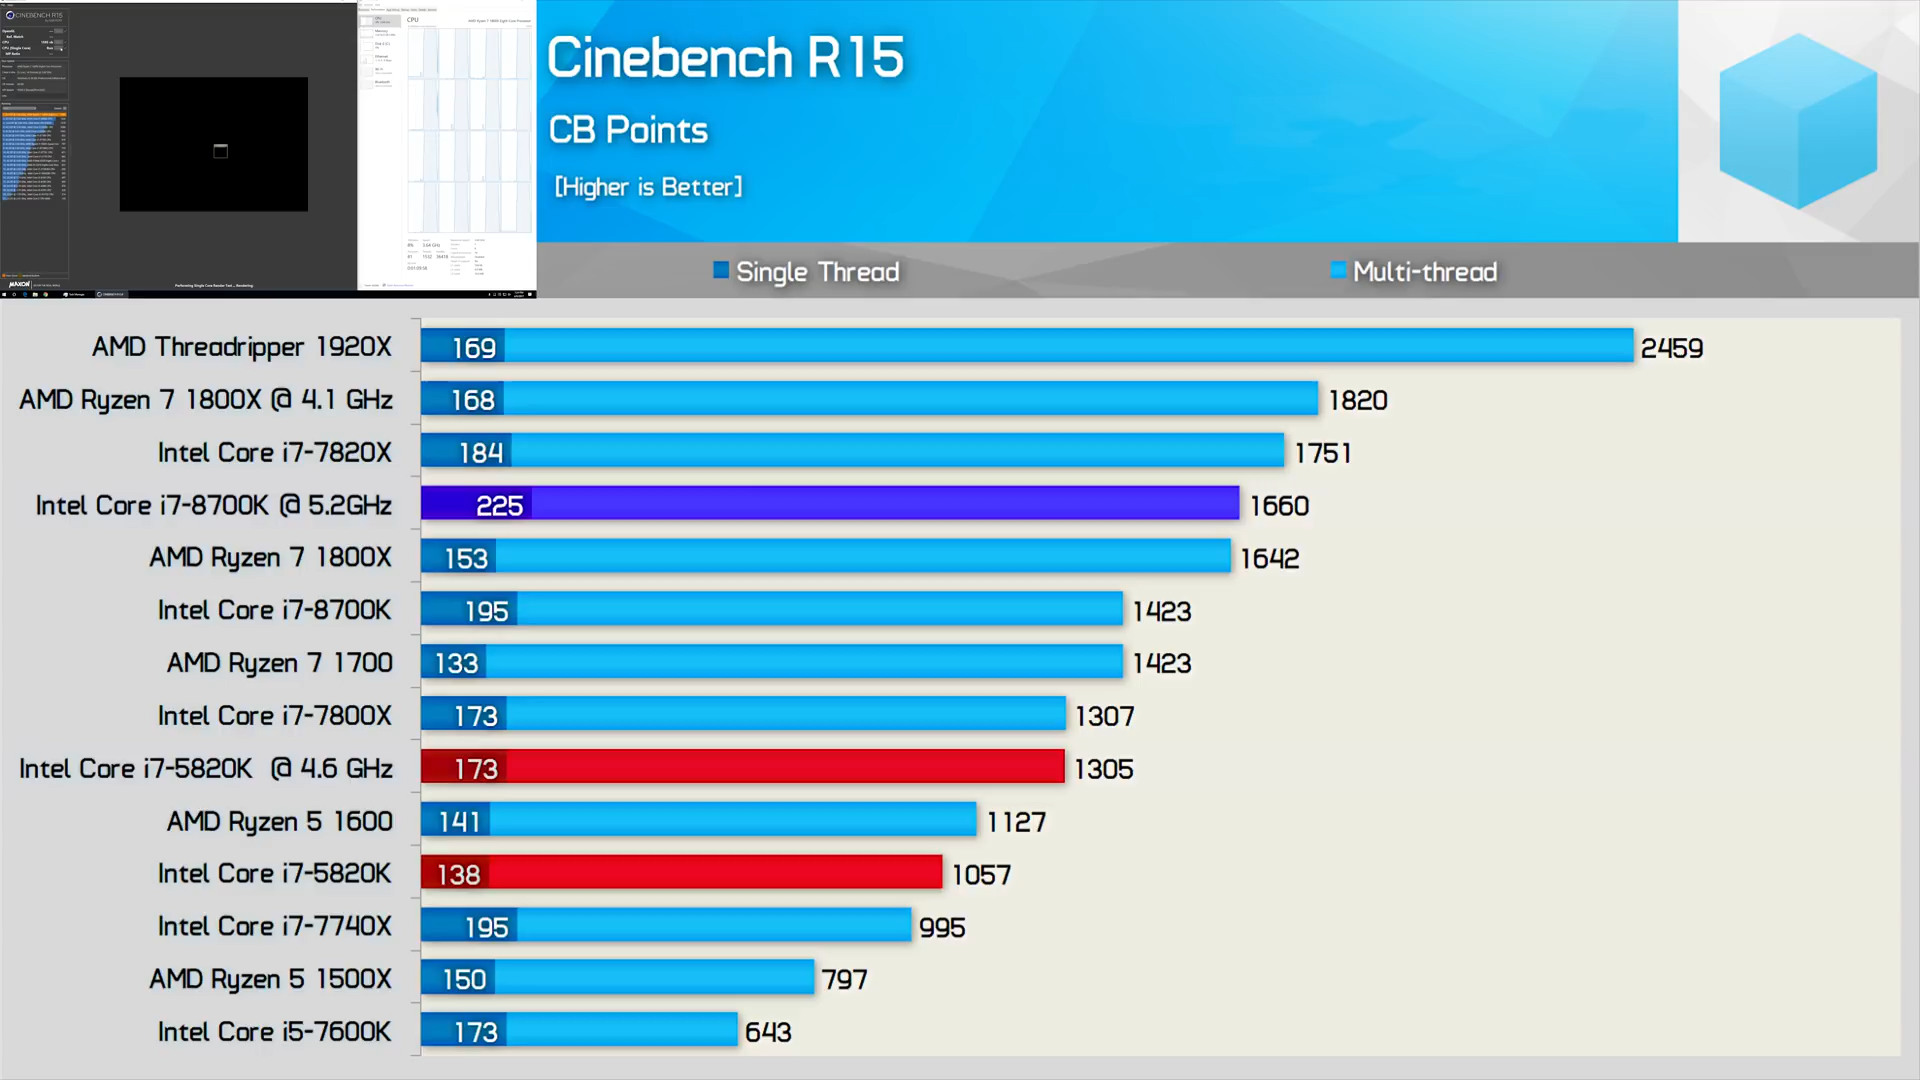 CINEBENCH R15
CPU
Cinebench R15
CB Points
[Higher is Better]
Single Thread
Multi-thread
AMD Threadripper 1920X 169 2459
AMD Ryzen 7 1800X @ 4.1 GHz 168 1820
Intel Core i7-7820X 184 1751
Intel Core i7-8700K @ 5.2GHz 225 1660
AMD Ryzen 7 1800X 153 1642
Intel Core i7-8700K 195 1423
AMD Ryzen 7 1700 133 1423
Intel Core i7-7800X 173 1307
Intel Core i7-5820K @ 4.6 GHz 173 1305
AMD Ryzen 5 1600 141 1127
Intel Core i7-5820K 138 1057
Intel Core i7-7740X 195 995
AMD Ryzen 5 1500X 150 797
Intel Core i5-7600K 173 643
MAXON